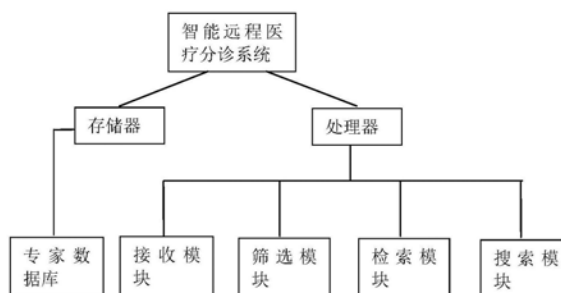 智能远程医
疗分诊系统
存储器
处理器
专家数
据库
接收模
块
筛选模
块
检索模
块
搜索模
块